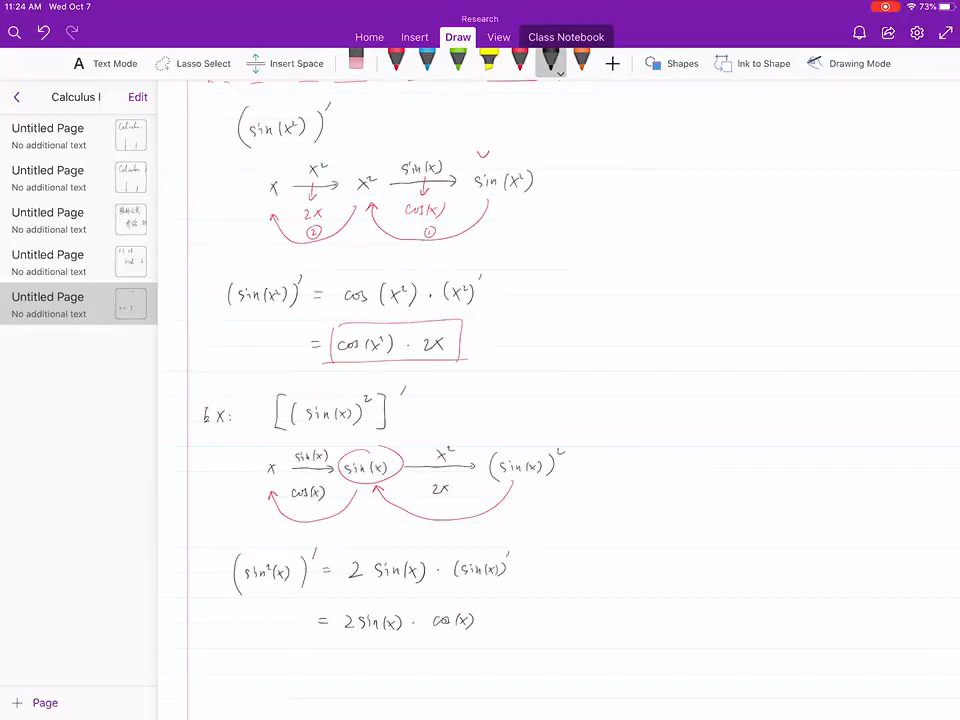 11:24 AM Wed Oct 7
73%
Research
Home Insert Draw View Class Notebook
A Text Mode Lasso Select Insert Space Shapes Ink to Shape Drawing Mode
Calculus I Edit
Untitled Page
No additional text
Untitled Page
No additional text
Untitled Page
No additional text
Untitled Page
No additional text
Untitled Page
No additional text
Page
(sin(x²))′
x x² x² sin(x) sin(x²)
2x cos(x)
② ①
(sin(x²))′ = cos(x²) · (x²)′
= cos(x²) · 2x
Ex: [(sin(x))²]′
x sin(x) sin(x) x² (sin(x))²
cos(x) 2x
(sin²(x))′ = 2 sin(x) · (sin(x))′
= 2 sin(x) · cos(x)